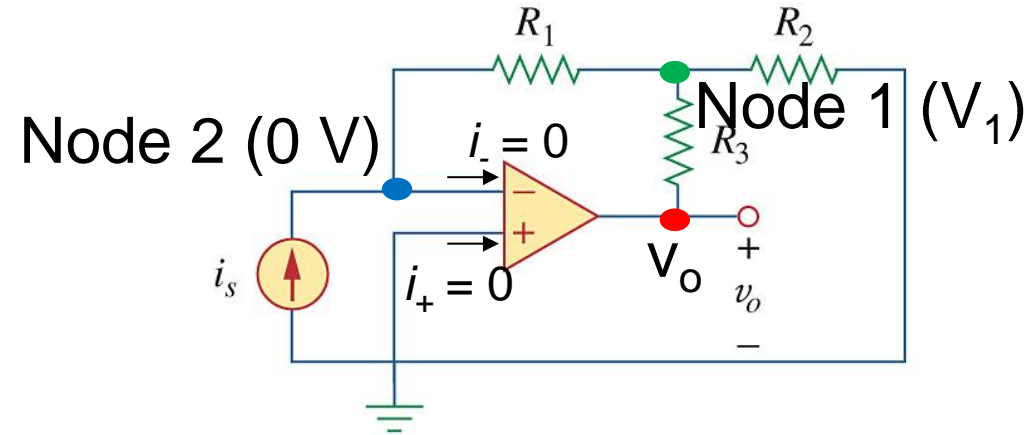 R₁
R₂
Node 1 (V₁)
Node 2 (0 V)
i₋ = 0
R₃
−
+
iₛ
i₊ = 0
vₒ
+
vₒ
−